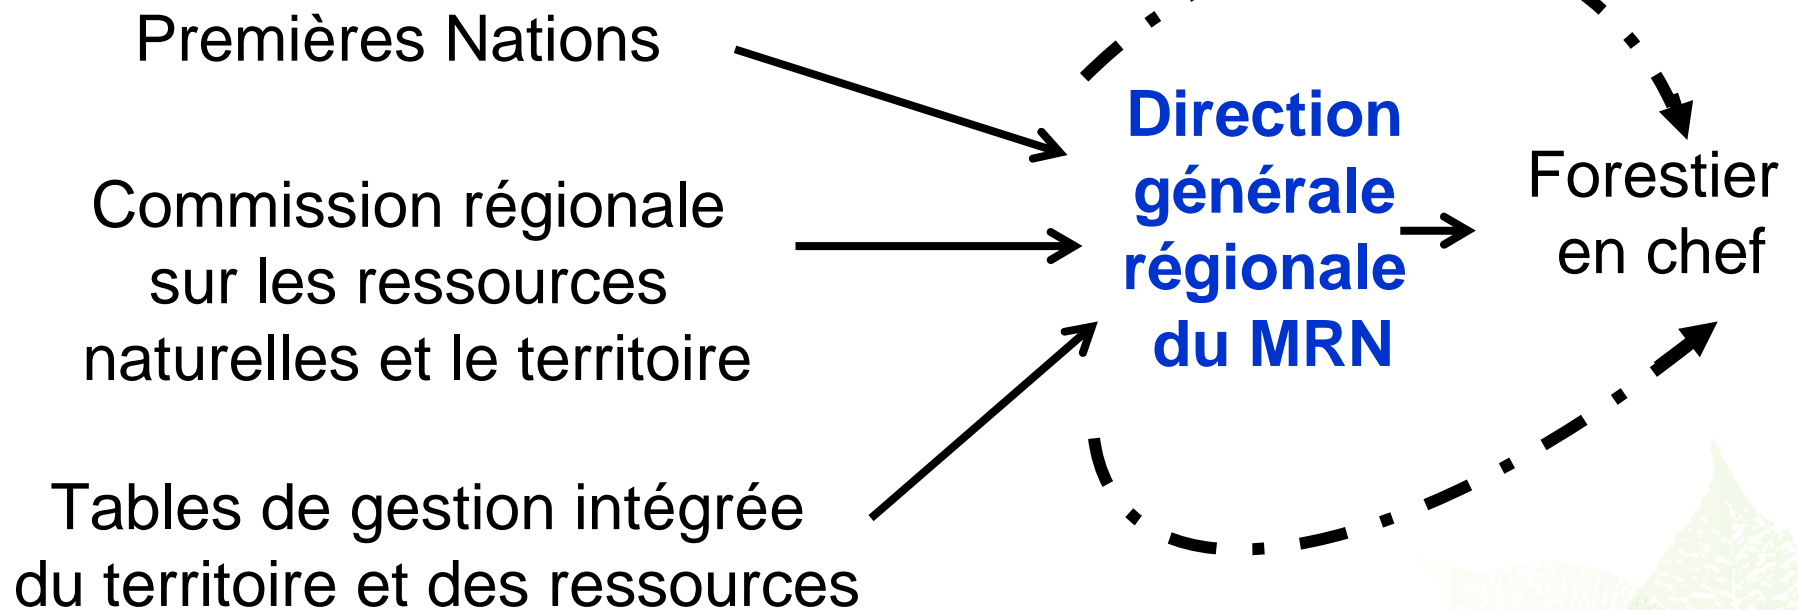 Premières Nations
Commission régionale
sur les ressources
naturelles et le territoire
Tables de gestion intégrée
du territoire et des ressources
Direction
générale
régionale
du MRN
Forestier
en chef